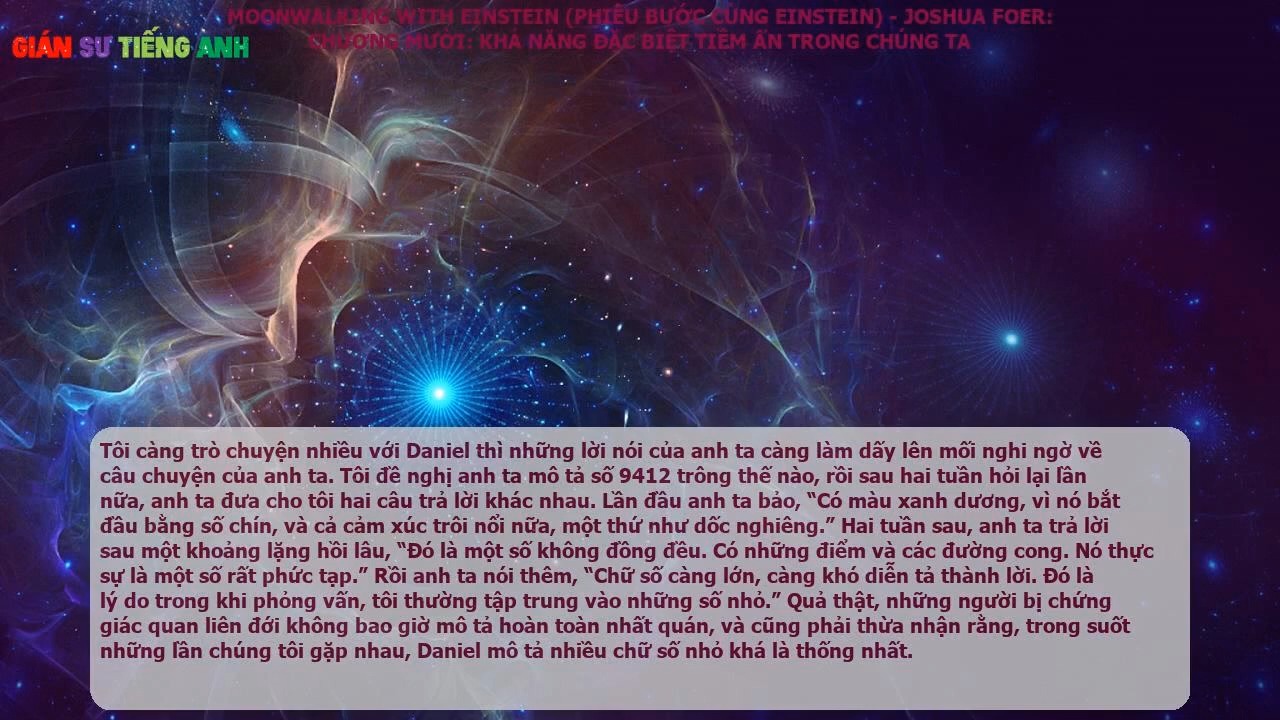 MOONWALKING WITH EINSTEIN (PHIÊU BƯỚC CÙNG EINSTEIN) - JOSHUA FOER:
CHƯƠNG MƯỜI: KHẢ NĂNG ĐẶC BIỆT TIỀM ẨN TRONG CHÚNG TA
GIÁN SƯ TIẾNG ANH
Tôi càng trò chuyện nhiều với Daniel thì những lời nói của anh ta càng làm dấy lên mối nghi ngờ về
câu chuyện của anh ta. Tôi đề nghị anh ta mô tả số 9412 trông thế nào, rồi sau hai tuần hỏi lại lần
nữa, anh ta đưa cho tôi hai câu trả lời khác nhau. Lần đầu anh ta bảo, “Có màu xanh dương, vì nó bắt
đầu bằng số chín, và cả cảm xúc trôi nổi nữa, một thứ như dốc nghiêng.” Hai tuần sau, anh ta trả lời
sau một khoảng lặng hồi lâu, “Đó là một số không đồng đều. Có những điểm và các đường cong. Nó thực
sự là một số rất phức tạp.” Rồi anh ta nói thêm, “Chữ số càng lớn, càng khó diễn tả thành lời. Đó là
lý do trong khi phỏng vấn, tôi thường tập trung vào những số nhỏ.” Quả thật, những người bị chứng
giác quan liên đới không bao giờ mô tả hoàn toàn nhất quán, và cũng phải thừa nhận rằng, trong suốt
những lần chúng tôi gặp nhau, Daniel mô tả nhiều chữ số nhỏ khá là thống nhất.